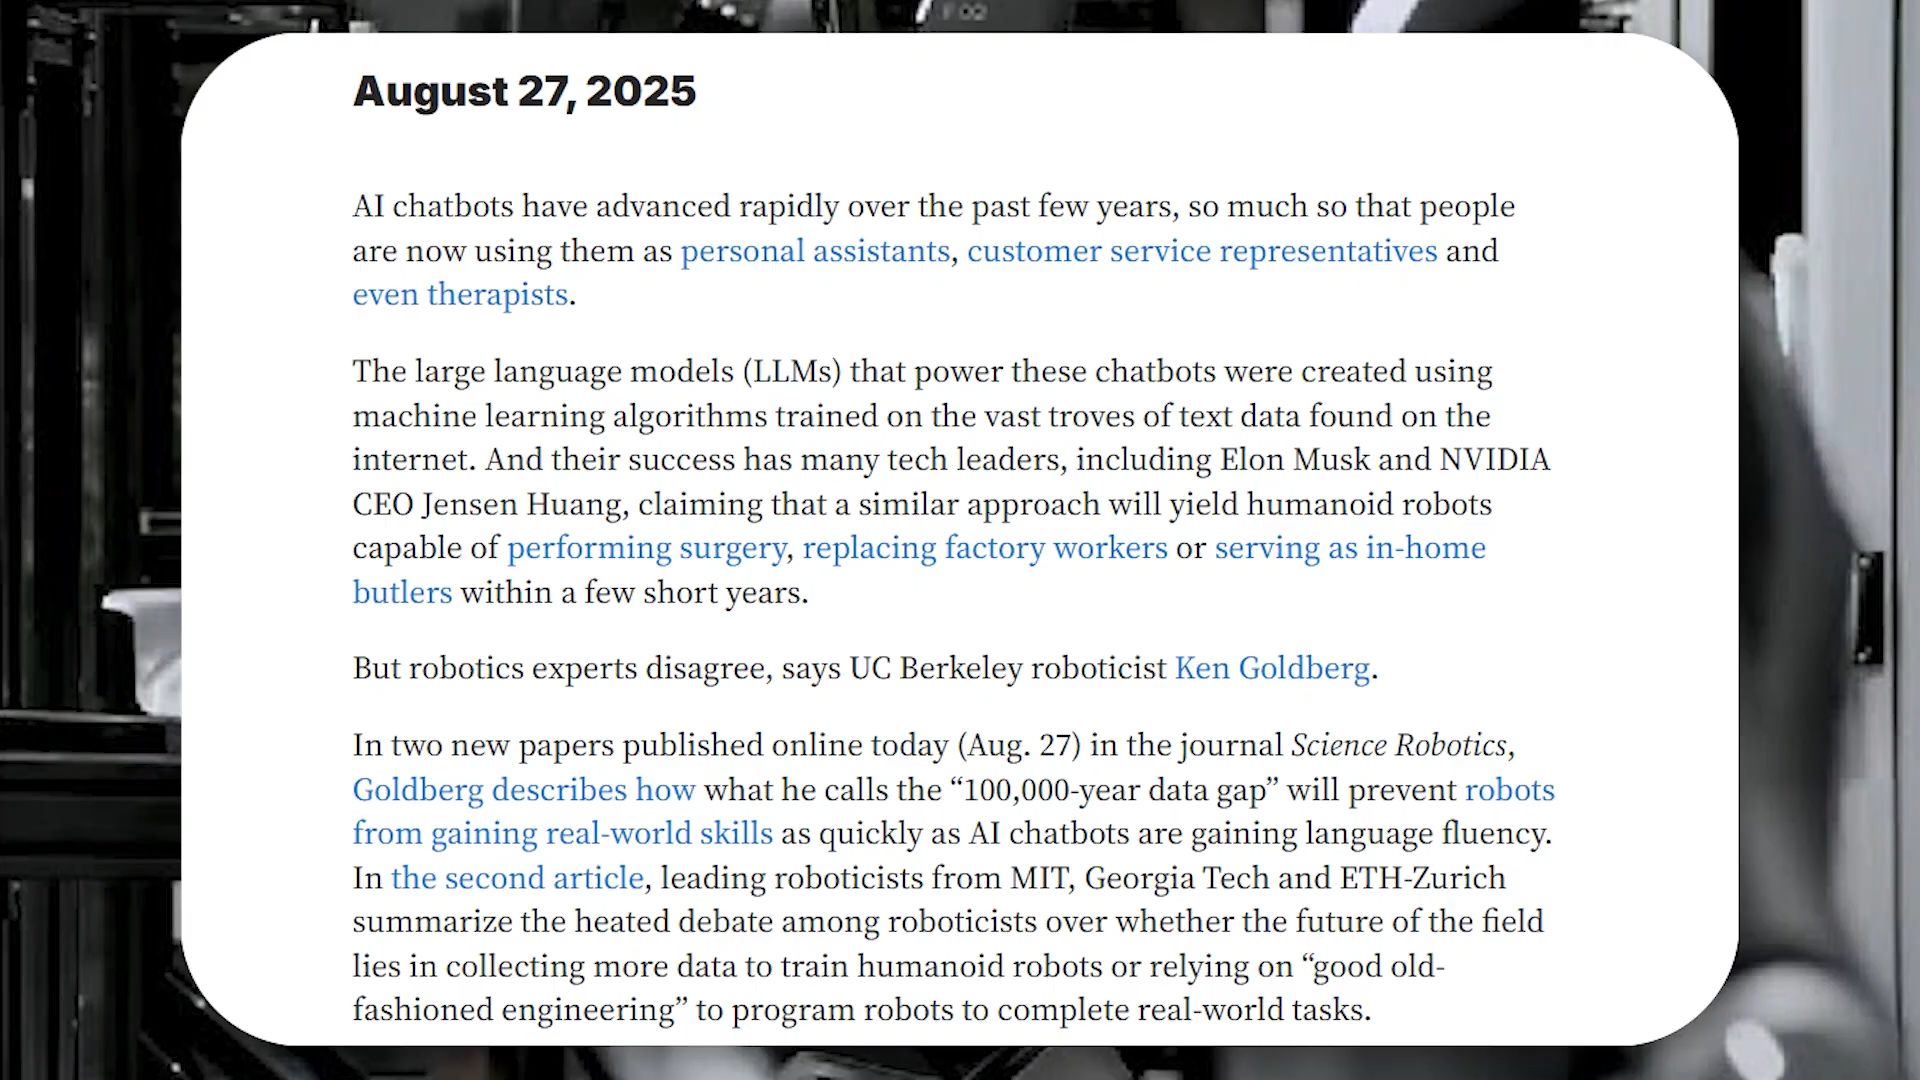 August 27, 2025
AI chatbots have advanced rapidly over the past few years, so much so that people
are now using them as personal assistants, customer service representatives and
even therapists.
The large language models (LLMs) that power these chatbots were created using
machine learning algorithms trained on the vast troves of text data found on the
internet. And their success has many tech leaders, including Elon Musk and NVIDIA
CEO Jensen Huang, claiming that a similar approach will yield humanoid robots
capable of performing surgery, replacing factory workers or serving as in-home
butlers within a few short years.
But robotics experts disagree, says UC Berkeley roboticist Ken Goldberg.
In two new papers published online today (Aug. 27) in the journal Science Robotics,
Goldberg describes how what he calls the “100,000-year data gap” will prevent robots
from gaining real-world skills as quickly as AI chatbots are gaining language fluency.
In the second article, leading roboticists from MIT, Georgia Tech and ETH-Zurich
summarize the heated debate among roboticists over whether the future of the field
lies in collecting more data to train humanoid robots or relying on “good old-
fashioned engineering” to program robots to complete real-world tasks.